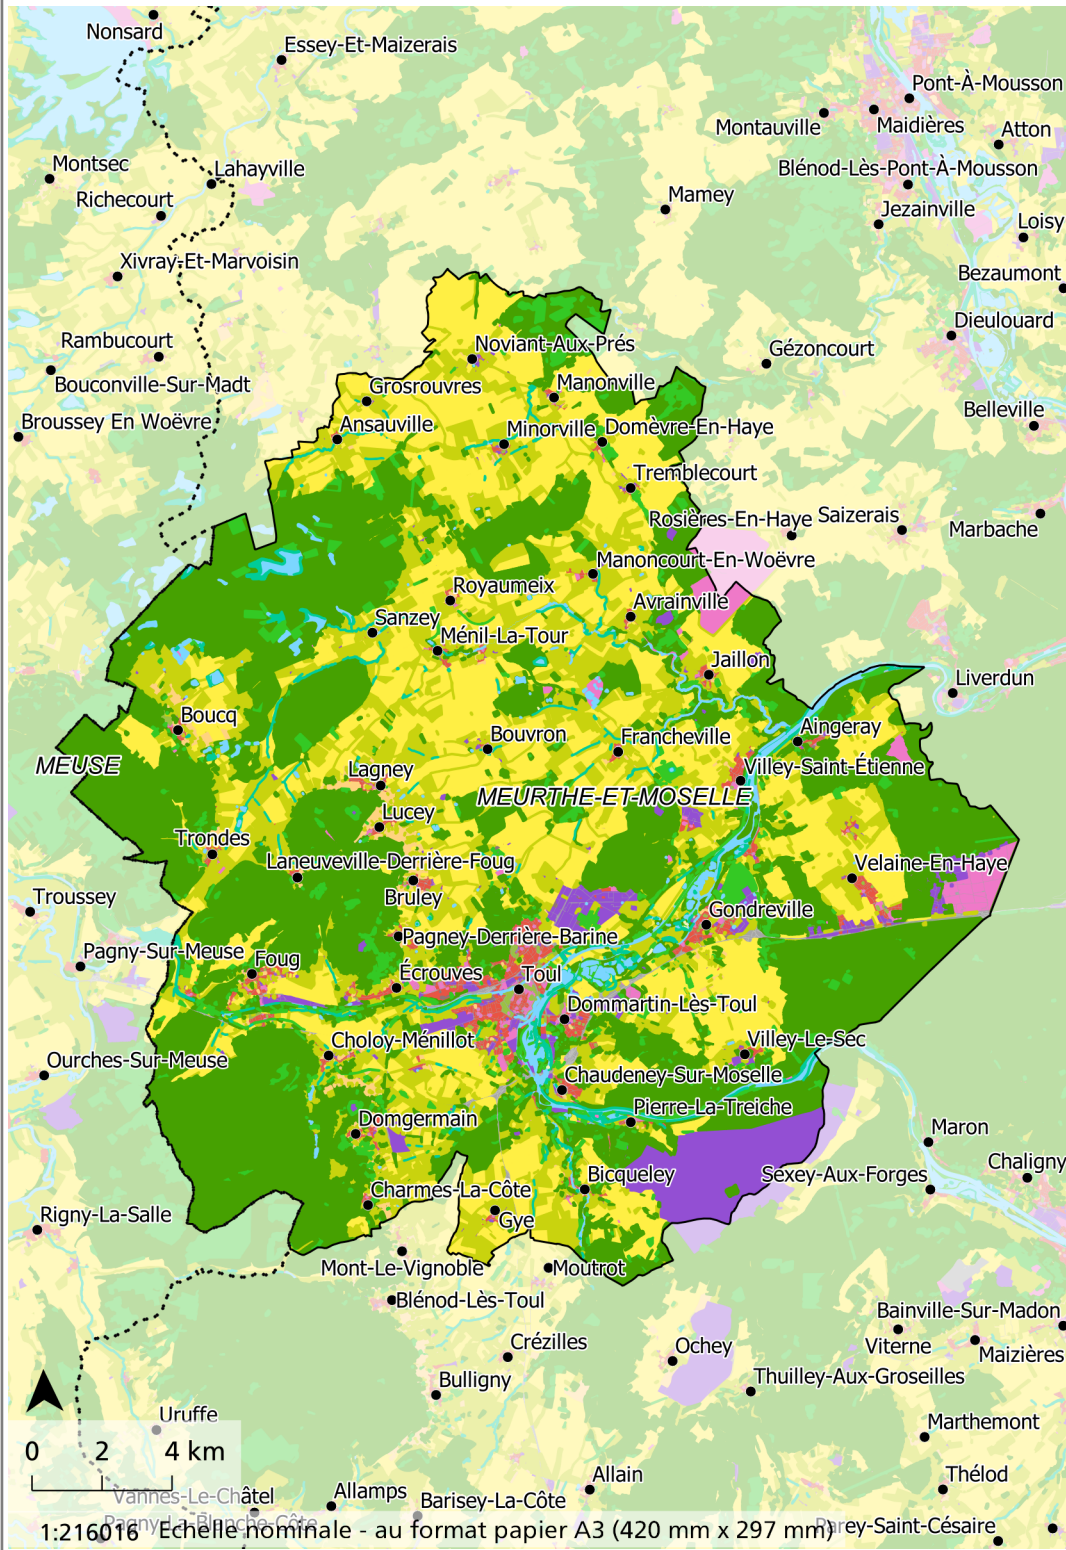 Nonsard
Essey-Et-Maizerais
Pont-À-Mousson
Montauville
Maidières
Atton
Montsec
Lahayville
Blénod-Lès-Pont-À-Mousson
Richecourt
Mamey
Jezainville
Loisy
Xivray-Et-Marvoisin
Bezaumont
Rambucourt
Dieulouard
Noviant-Aux-Prés
Gézoncourt
Bouconville-Sur-Madt
Grosrouvres
Manonville
Broussey En Woëvre
Ansauville
Minorville
Domèvre-En-Haye
Belleville
Tremblecourt
Rosières-En-Haye
Saizerais
Marbache
Manoncourt-En-Woëvre
Royaumeix
Avrainville
Sanzey
Ménil-La-Tour
Jaillon
Liverdun
Boucq
Bouvron
Francheville
Aingeray
MEUSE
Lagney
Villey-Saint-Étienne
MEURTHE-ET-MOSELLE
Lucey
Trondes
Laneuveville-Derrière-Foug
Velaine-En-Haye
Troussey
Bruley
Gondreville
Pagney-Derrière-Barine
Pagny-Sur-Meuse
Foug
Écrouves
Toul
Dommartin-Lès-Toul
Choloy-Ménillot
Villey-Le-Sec
Ourches-Sur-Meuse
Chaudeney-Sur-Moselle
Pierre-La-Treiche
Domgermain
Maron
Chaligny
Bicqueley
Sexey-Aux-Forges
Charmes-La-Côte
Rigny-La-Salle
Gye
Mont-Le-Vignoble
Moutrot
Blénod-Lès-Toul
Bainville-Sur-Madon
Crézilles
Ochey
Viterne
Maizières
Bulligny
Thuilley-Aux-Groseilles
Uruffe
Marthemont
0 2 4 km
Allain
Thélod
Vannes-Le-Châtel
Allamps
Barisey-La-Côte
Pagny-La-Blanche-Côte
Parey-Saint-Césaire
1:216016 Echelle nominale - au format papier A3 (420 mm x 297 mm)